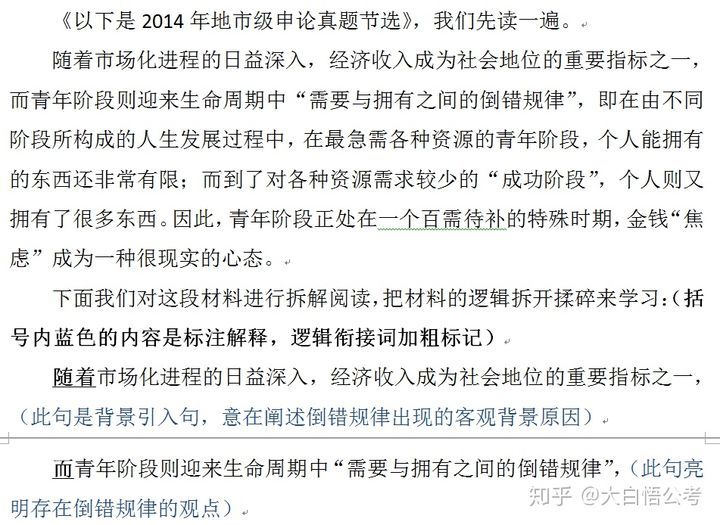 《以下是 2014 年地市级申论真题节选》，我们先读一遍。
随着市场化进程的日益深入，经济收入成为社会地位的重要指标之一，
而青年阶段则迎来生命周期中“需要与拥有之间的倒错规律”，即在由不同
阶段所构成的人生发展过程中，在最急需各种资源的青年阶段，个人能拥有
的东西还非常有限；而到了对各种资源需求较少的“成功阶段”，个人则又
拥有了很多东西。因此，青年阶段正处在一个百需待补的特殊时期，金钱“焦
虑”成为一种很现实的心态。
下面我们对这段材料进行拆解阅读，把材料的逻辑拆开揉碎来学习：（括
号内蓝色的内容是标注解释，逻辑衔接词加粗标记）
随着市场化进程的日益深入，经济收入成为社会地位的重要指标之一，
（此句是背景引入句，意在阐述倒错规律出现的客观背景原因）
而青年阶段则迎来生命周期中“需要与拥有之间的倒错规律”，（此句亮
明存在倒错规律的观点）
知乎 @大白悟公考